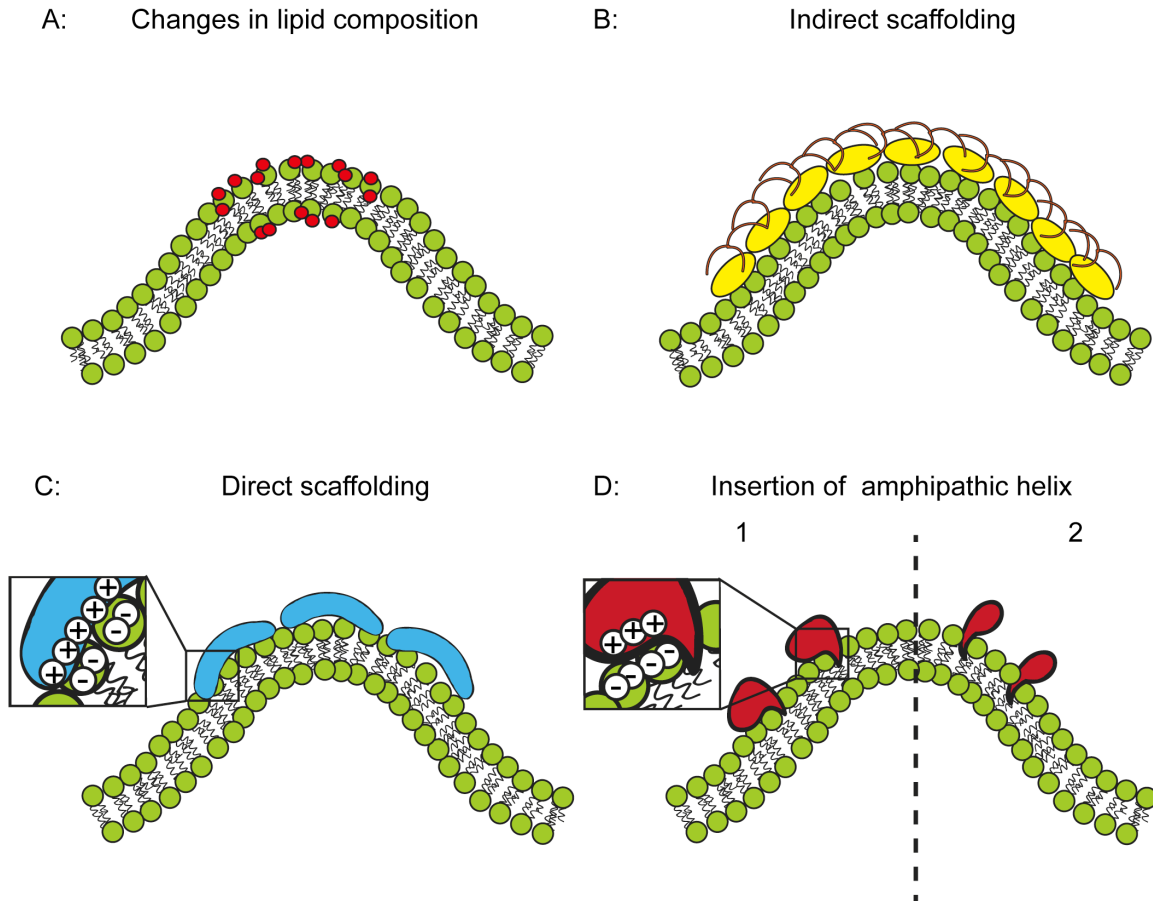 A: Changes in lipid composition
B: Indirect scaffolding
C: Direct scaffolding
+ + + + + - - - -
D: Insertion of amphipathic helix
1 2
+ + + - - - -